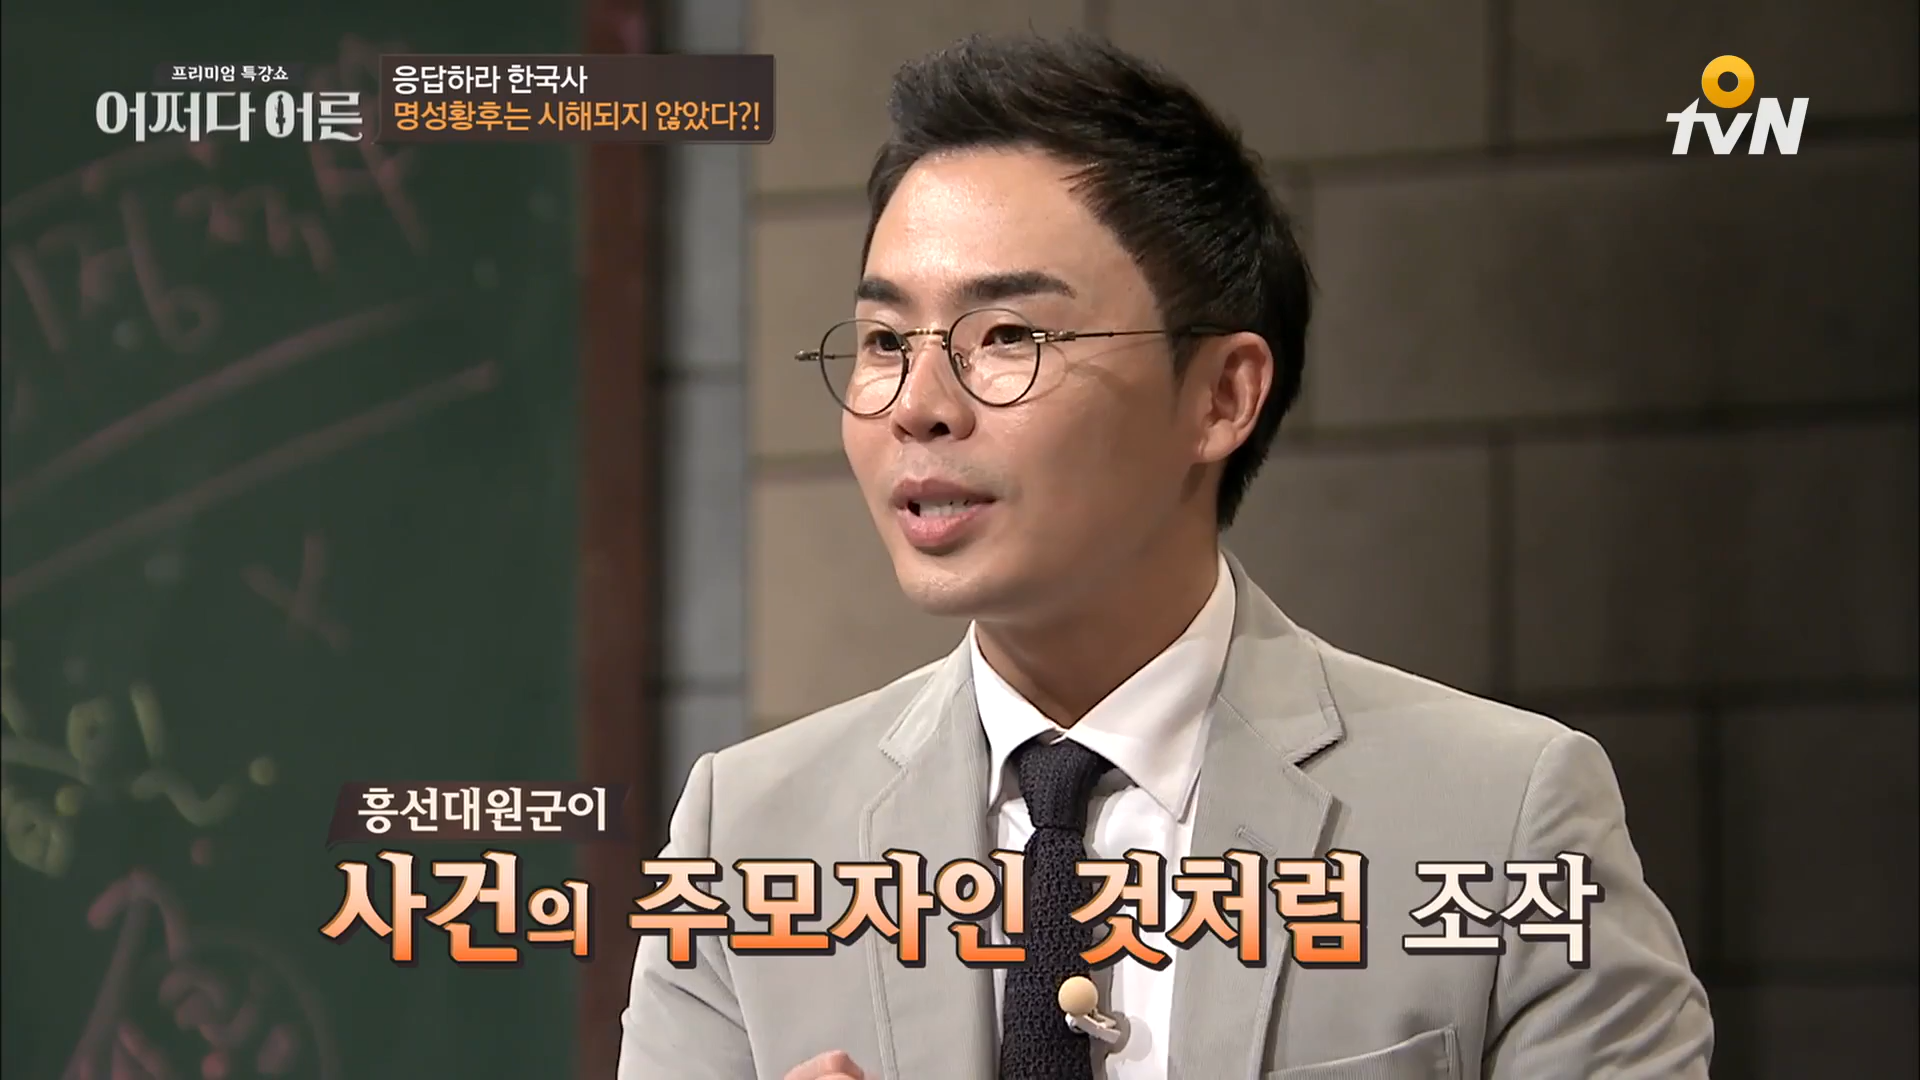 프리미엄 특강쇼
어쩌다 어른
응답하라 한국사
명성황후는 시해되지 않았다?!
tvN
흥선대원군이
사건의 주모자인 것처럼 조작